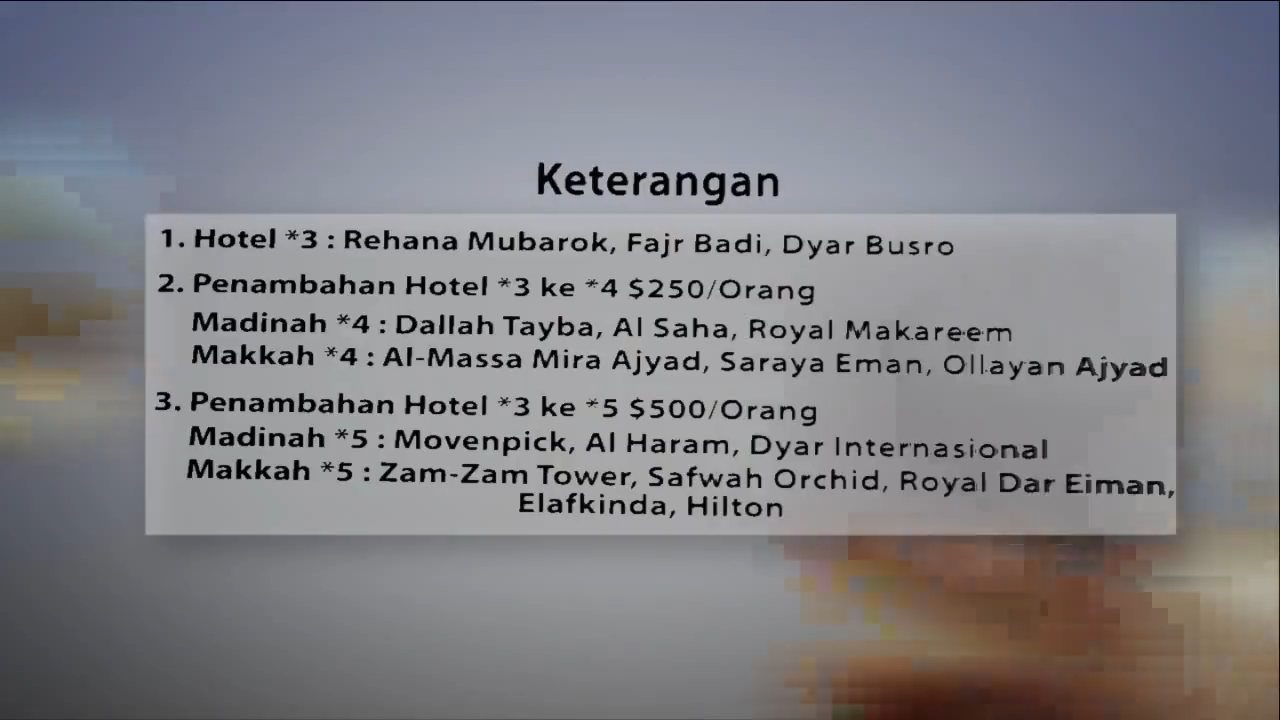 Keterangan
1. Hotel *3 : Rehana Mubarok, Fajr Badi, Dyar Busro
2. Penambahan Hotel *3 ke *4 $250/Orang
Madinah *4 : Dallah Tayba, Al Saha, Royal Makareem
Makkah *4 : Al-Massa Mira Ajyad, Saraya Eman, Ollayan Ajyad
3. Penambahan Hotel *3 ke *5 $500/Orang
Madinah *5 : Movenpick, Al Haram, Dyar Internasional
Makkah *5 : Zam-Zam Tower, Safwah Orchid, Royal Dar Eiman,
Elafkinda, Hilton